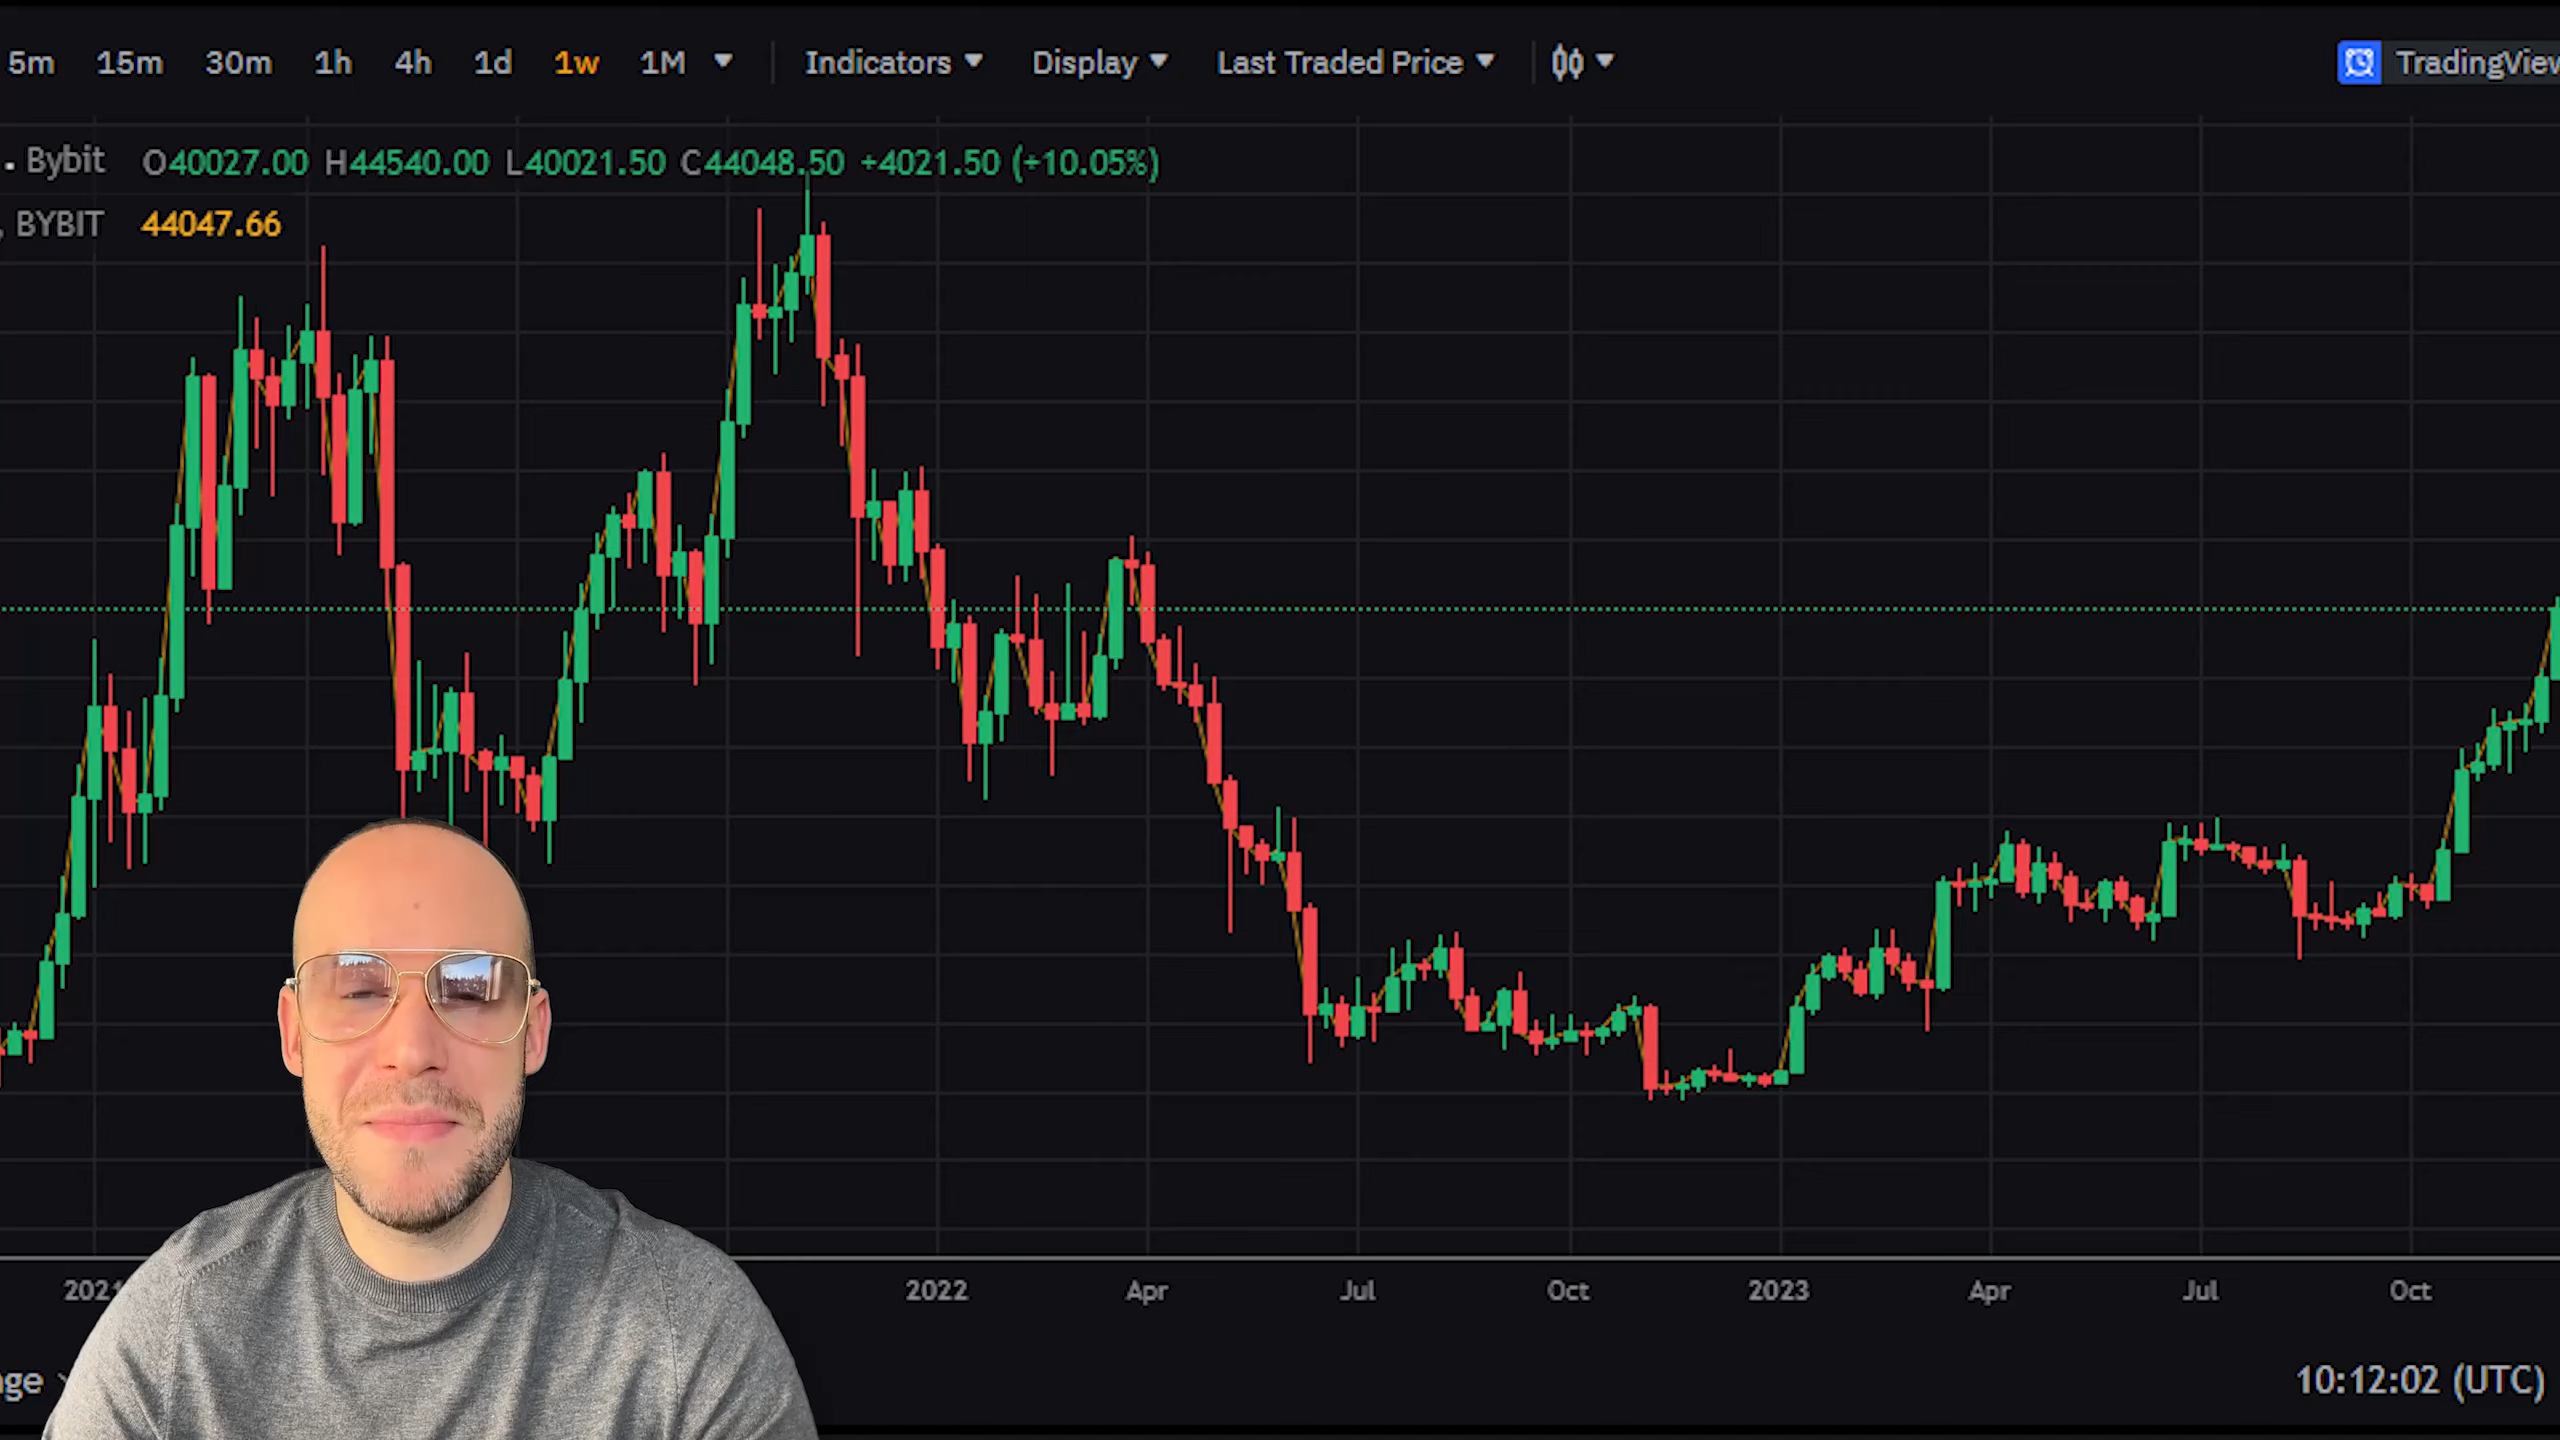 5m 15m 30m 1h 4h 1d 1w 1M Indicators Display Last Traded Price TradingView
. Bybit O40027.00 H44540.00 L40021.50 C44048.50 +4021.50 (+10.05%)
, BYBIT 44047.66
2021 2022 Apr Jul Oct 2023 Apr Jul Oct
nge 10:12:02 (UTC)